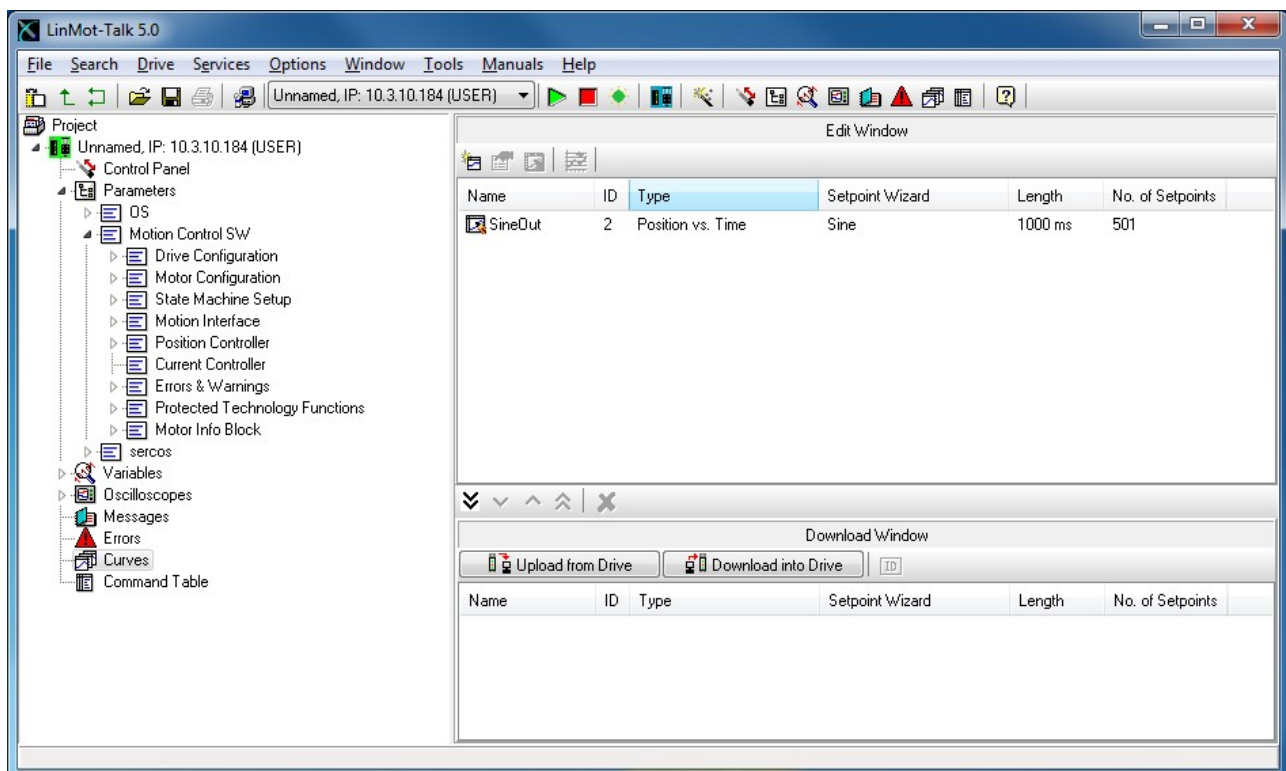 LinMot-Talk 5.0
File Search Drive Services Options Window Tools Manuals Help
Unnamed, IP: 10.3.10.184 (USER)
Project
Unnamed, IP: 10.3.10.184 (USER)
Control Panel
Parameters
OS
Motion Control SW
Drive Configuration
Motor Configuration
State Machine Setup
Motion Interface
Position Controller
Current Controller
Errors & Warnings
Protected Technology Functions
Motor Info Block
sercos
Variables
Oscilloscopes
Messages
Errors
Curves
Command Table
Edit Window
Name ID Type Setpoint Wizard Length No. of Setpoints
SineOut 2 Position vs. Time Sine 1000 ms 501
Download Window
Upload from Drive Download into Drive ID
Name ID Type Setpoint Wizard Length No. of Setpoints